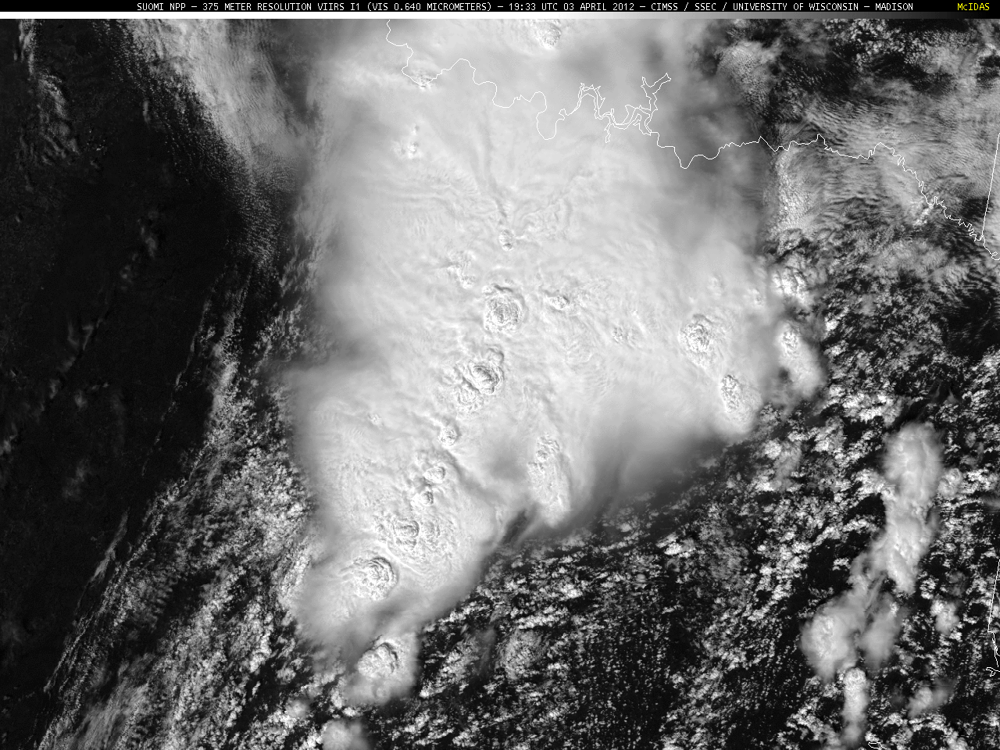 SUOMI NPP – 375 METER RESOLUTION VIIRS I1 (VIS 0.640 MICROMETERS) – 19:33 UTC 03 APRIL 2012 – CIMSS / SSEC / UNIVERSITY OF WISCONSIN – MADISON McIDAS